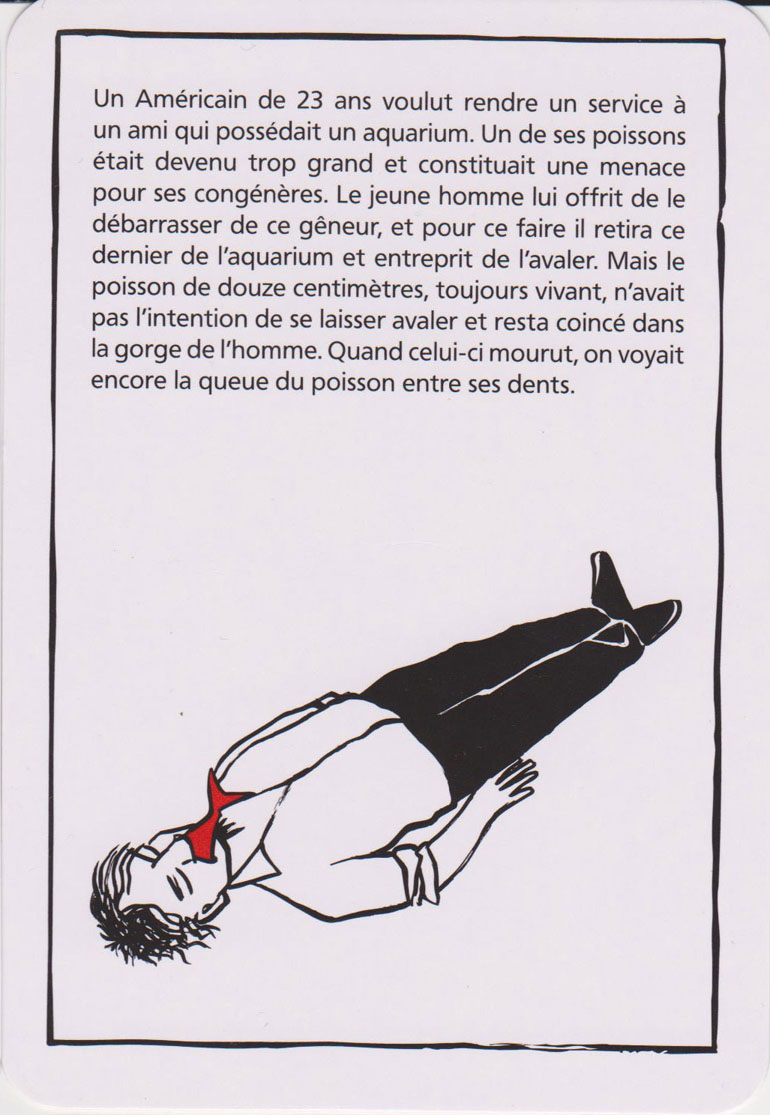 Un Américain de 23 ans voulut rendre un service à
un ami qui possédait un aquarium. Un de ses poissons
était devenu trop grand et constituait une menace
pour ses congénères. Le jeune homme lui offrit de le
débarrasser de ce gêneur, et pour ce faire il retira ce
dernier de l’aquarium et entreprit de l’avaler. Mais le
poisson de douze centimètres, toujours vivant, n’avait
pas l’intention de se laisser avaler et resta coincé dans
la gorge de l’homme. Quand celui-ci mourut, on voyait
encore la queue du poisson entre ses dents.